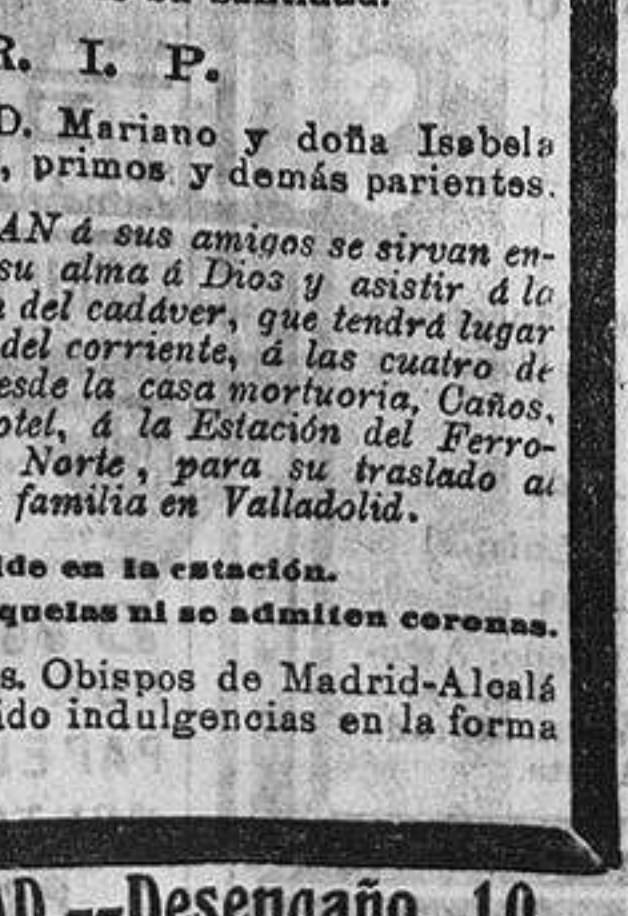 su santidad.
R. I. P.
D. Mariano y doña Isabela
, primos y demás parientes.
AN á sus amigos se sirvan en-
su alma á Dios y asistir á la
del cadáver, que tendrá lugar
del corriente, á las cuatro de
esde la casa mortuoria, Caños,
otel, á la Estación del Ferro-
Norte, para su traslado al
familia en Valladolid.
ide en la estación.
quelas ni se admiten coronas.
s. Obispos de Madrid-Alcalá
ido indulgencias en la forma
AD.--Desengaño, 10